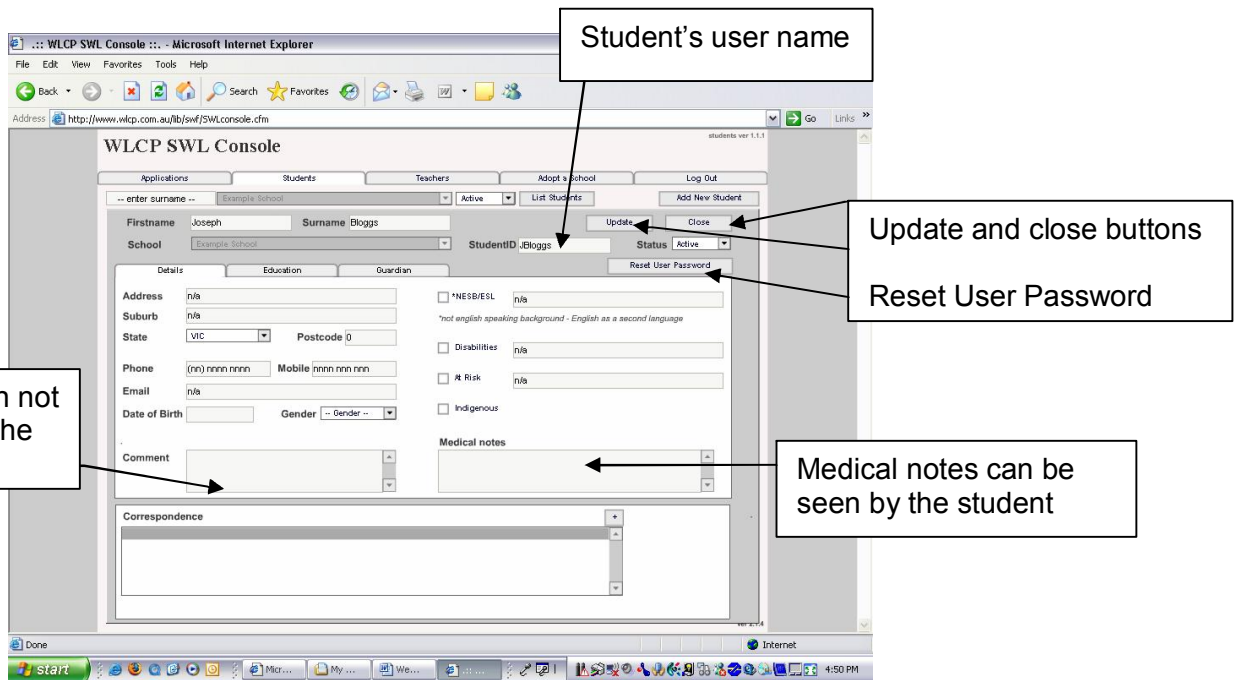 Student's user name
.:: WLCP SWL Console ::. - Microsoft Internet Explorer
File Edit View Favorites Tools Help
Back Search Favorites
Address http://www.wlcp.com.au/lib/swf/SWLconsole.cfm Go Links
students ver 1.1.1
WLCP SWL Console
Applications Students Teachers Adopt a School Log Out
-- enter surname -- Example School Active List Students Add New Student
Firstname Joseph Surname Bloggs Update Close
School Example School StudentID JBloggs Status Active
Reset User Password
Details Education Guardian
Address n/a *NESB/ESL n/a
Suburb n/a *not english speaking background - English as a second language
State VIC Postcode 0
Disabilities n/a
Phone (nn) nnnn nnnn Mobile nnnn nnn nnn
At Risk n/a
Email n/a
Date of Birth Gender -- Gender -- Indigenous
Medical notes
Comment
Correspondence +
Done Internet
start Micr... My ... We... .:: ... 4:50 PM
Update and close buttons
Reset User Password
not
he
Medical notes can be
seen by the student